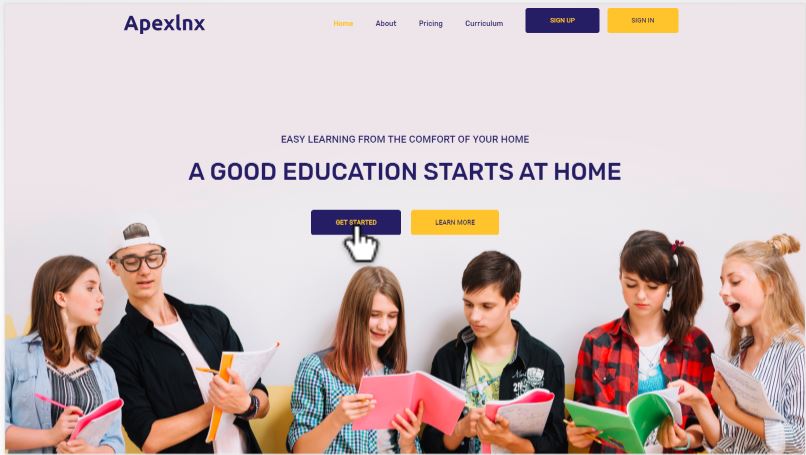 Apexlnx
Home About Pricing Curriculum SIGN UP SIGN IN
EASY LEARNING FROM THE COMFORT OF YOUR HOME
A GOOD EDUCATION STARTS AT HOME
GET STARTED LEARN MORE